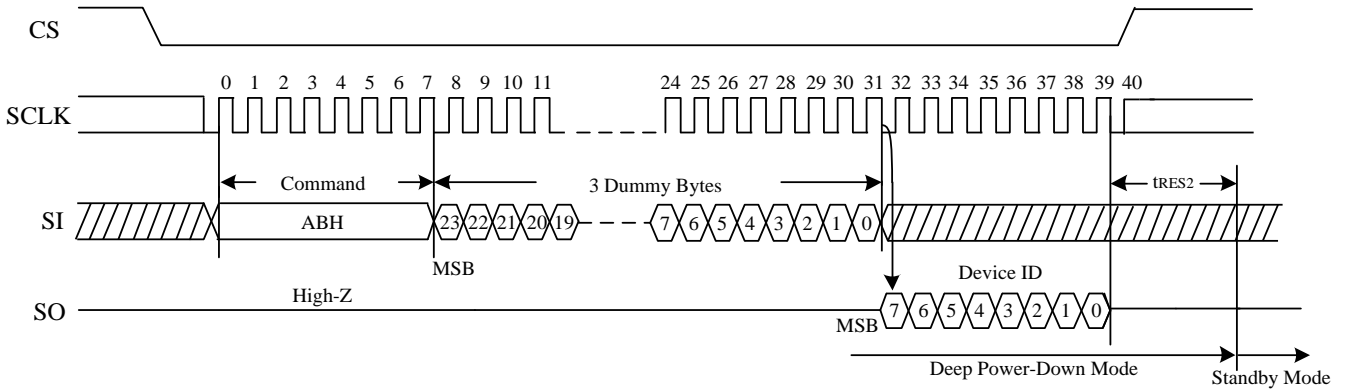 CS
0 1 2 3 4 5 6 7 8 9 10 11 24 25 26 27 28 29 30 31 32 33 34 35 36 37 38 39 40
SCLK
Command 3 Dummy Bytes tRES2
SI ABH 23 22 21 20 19 7 6 5 4 3 2 1 0
MSB
Device ID
High-Z
SO MSB 7 6 5 4 3 2 1 0
Deep Power-Down Mode Standby Mode